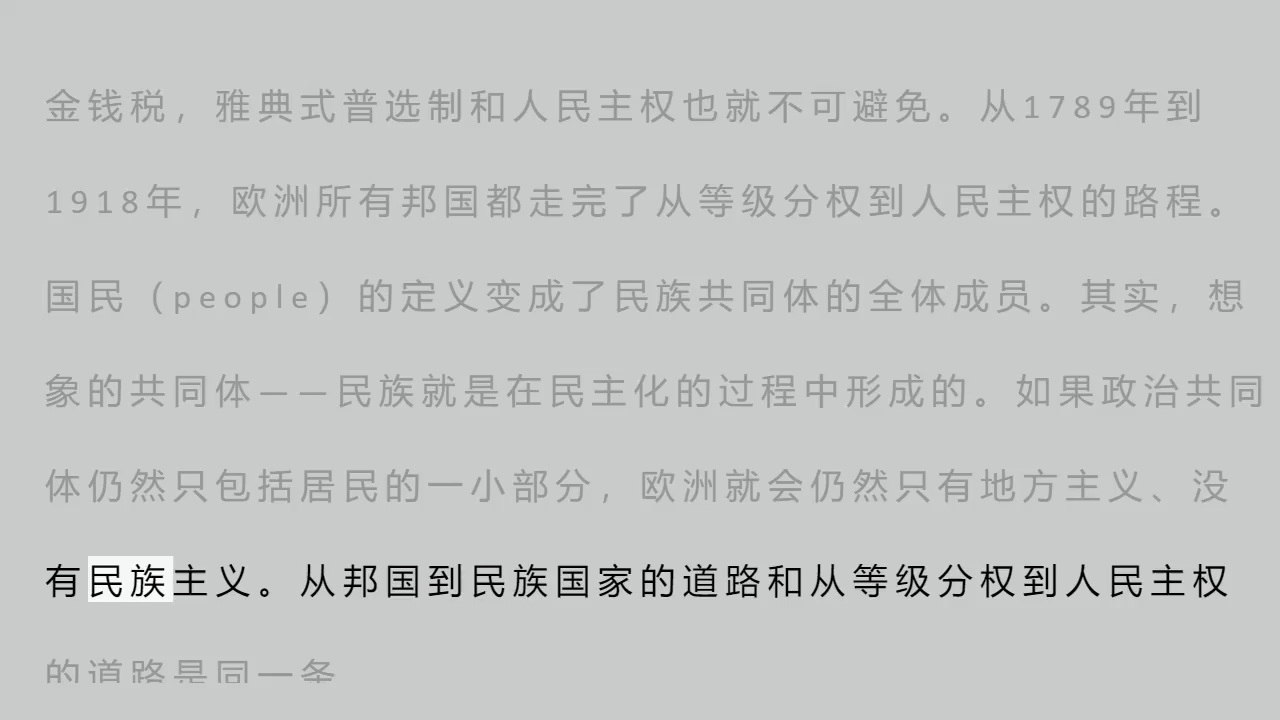 金钱税，雅典式普选制和人民主权也就不可避免。从1789年到
1918年，欧洲所有邦国都走完了从等级分权到人民主权的路程。
国民（people）的定义变成了民族共同体的全体成员。其实，想
象的共同体——民族就是在民主化的过程中形成的。如果政治共同
体仍然只包括居民的一小部分，欧洲就会仍然只有地方主义、没
有民族主义。从邦国到民族国家的道路和从等级分权到人民主权
的道路是同一条